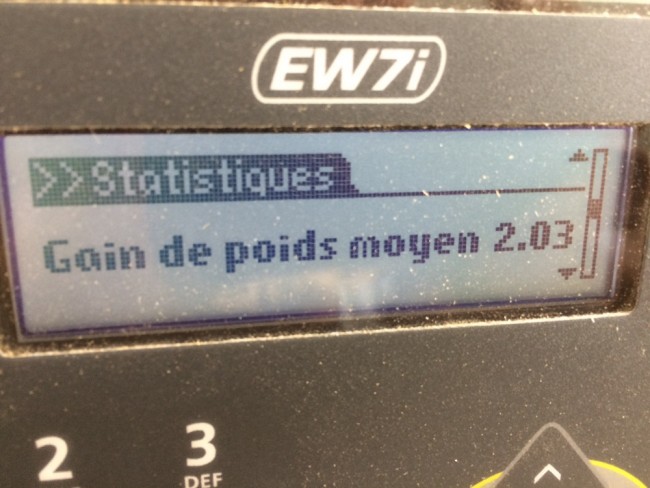 EW7i
>>Statistiques
Gain de poids moyen 2.03
2
3
DEF